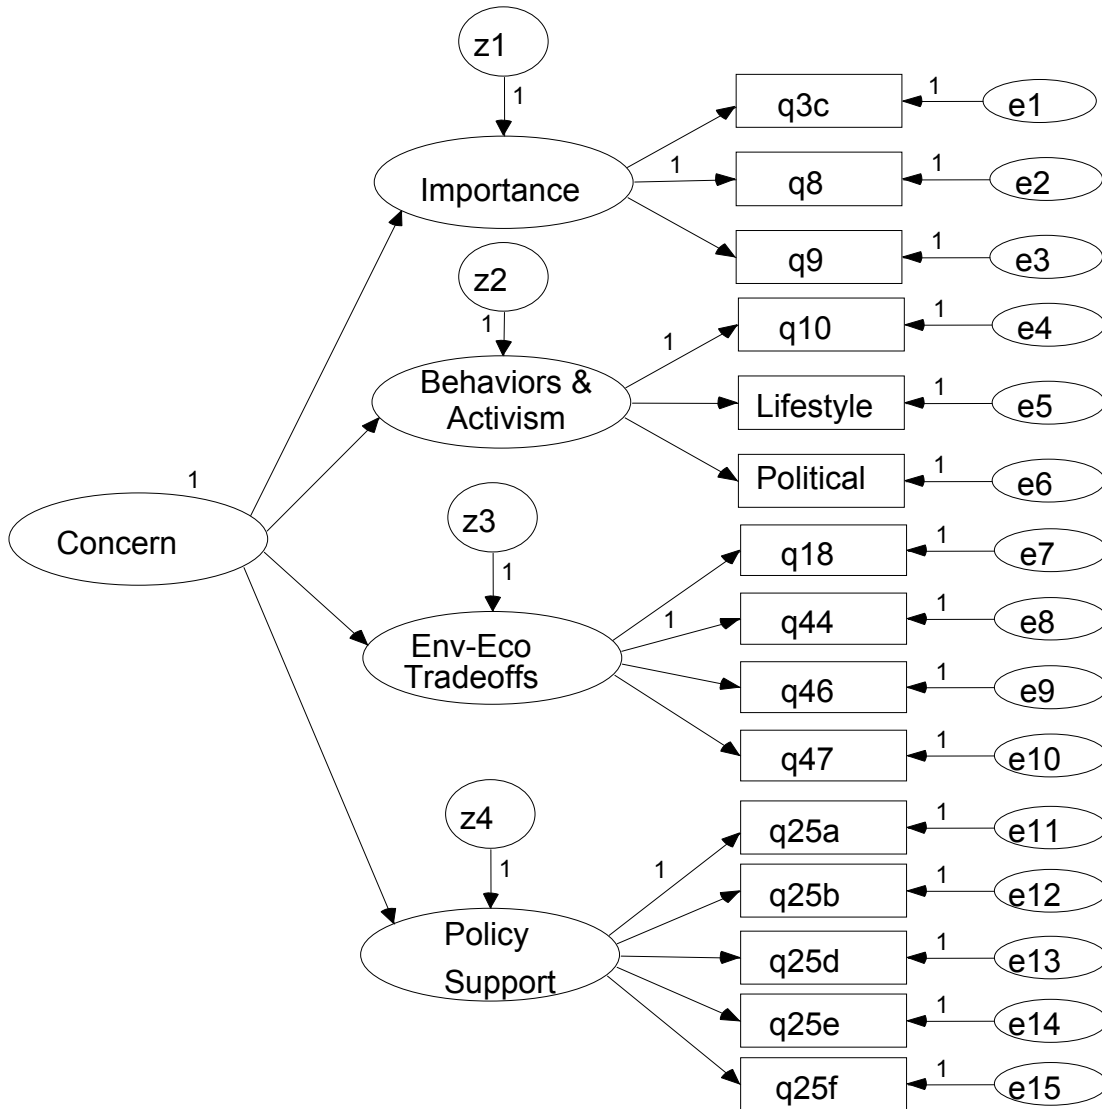 z1
1
q3c
1
e1
Importance
1
q8
1
e2
q9
1
e3
z2
1
q10
1
e4
1
Behaviors &
Activism
Lifestyle
1
e5
Political
1
e6
1
Concern
z3
1
q18
1
e7
Env-Eco
Tradeoffs
1
q44
1
e8
q46
1
e9
q47
1
e10
z4
1
q25a
1
e11
1
Policy
Support
q25b
1
e12
q25d
1
e13
q25e
1
e14
q25f
1
e15